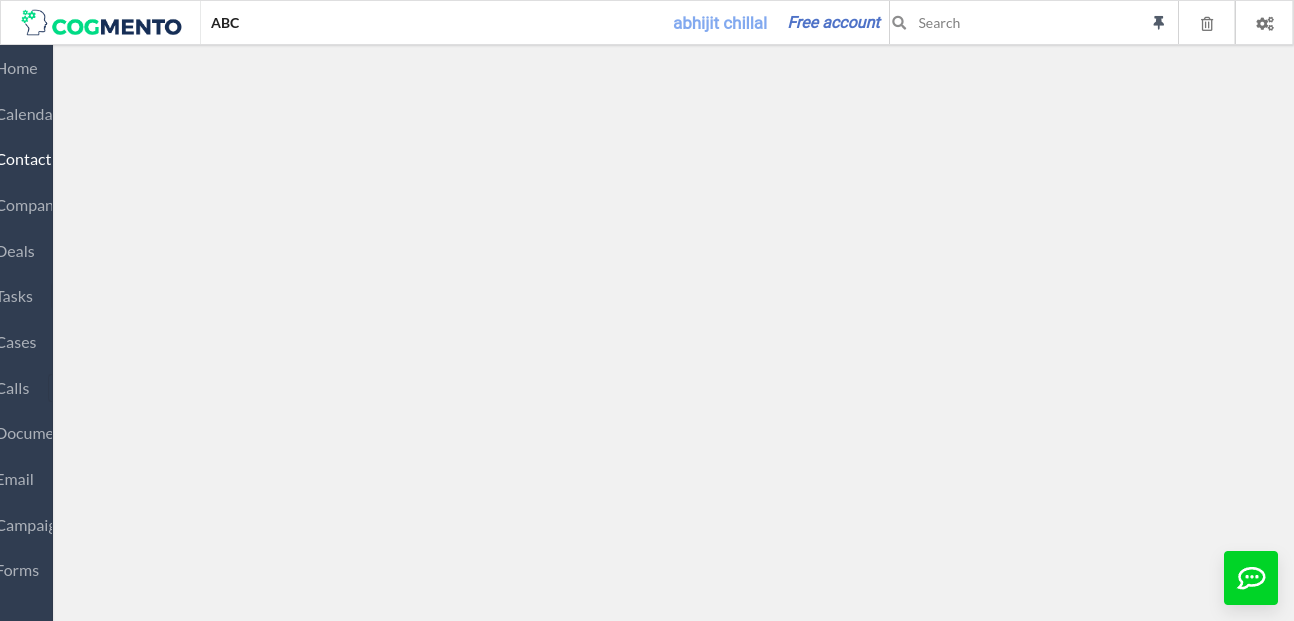 COGMENTO
ABC
abhijit chillal
Free account
Search
Home
Calenda
Contact
Compan
Deals
Tasks
Cases
Calls
Docume
Email
Campaig
Forms